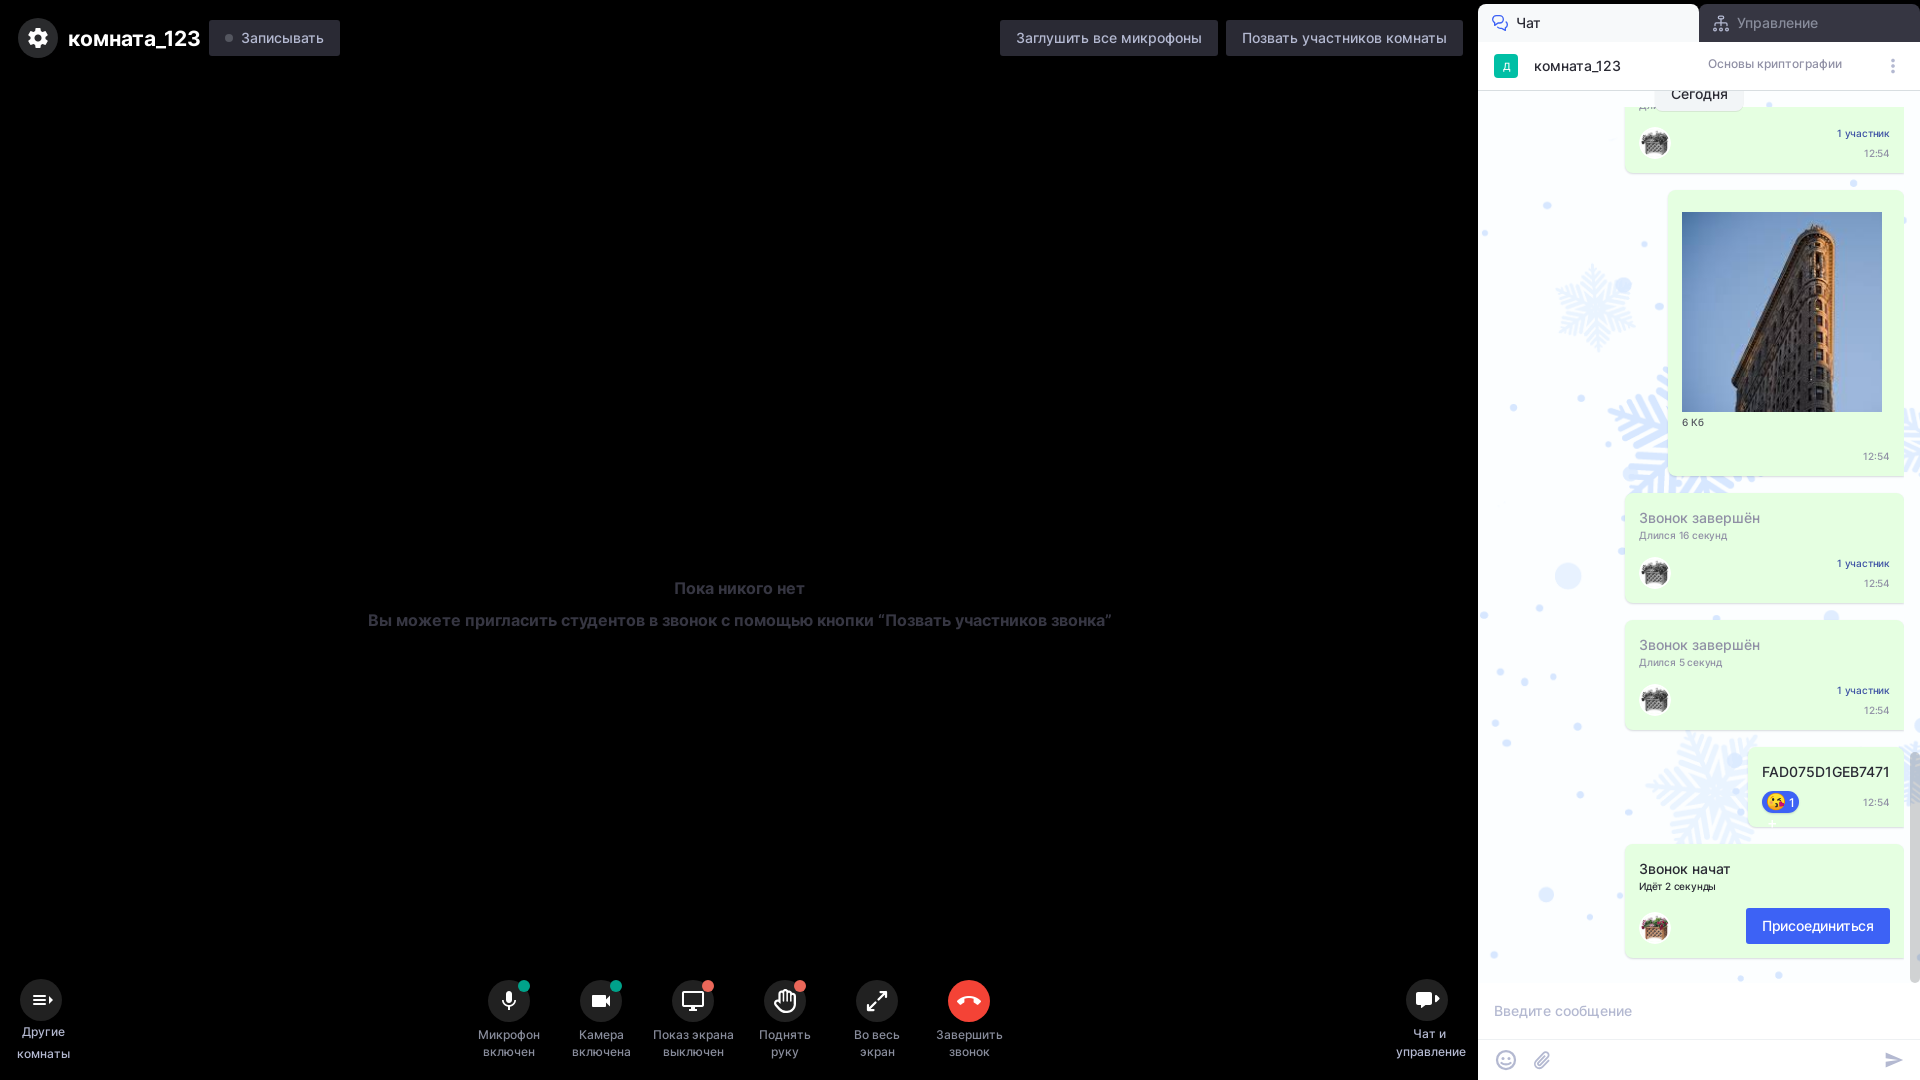 комната_123
Записывать
Заглушить все микрофоны
Позвать участников комнаты
Чат
Управление
Д
комната_123
Основы криптографии
Сегодня
1 участник
12:54
6 Кб
12:54
Звонок завершён
Длился 16 секунд
1 участник
12:54
Звонок завершён
Длился 5 секунд
1 участник
12:54
FAD075D1GEB7471
1
12:54
Звонок начат
Идёт 2 секунды
Присоединиться
Введите сообщение
Пока никого нет
Вы можете пригласить студентов в звонок с помощью кнопки “Позвать участников звонка”
Другие
комнаты
Микрофон
включен
Камера
включена
Показ экрана
выключен
Поднять
руку
Во весь
экран
Завершить
звонок
Чат и
управление